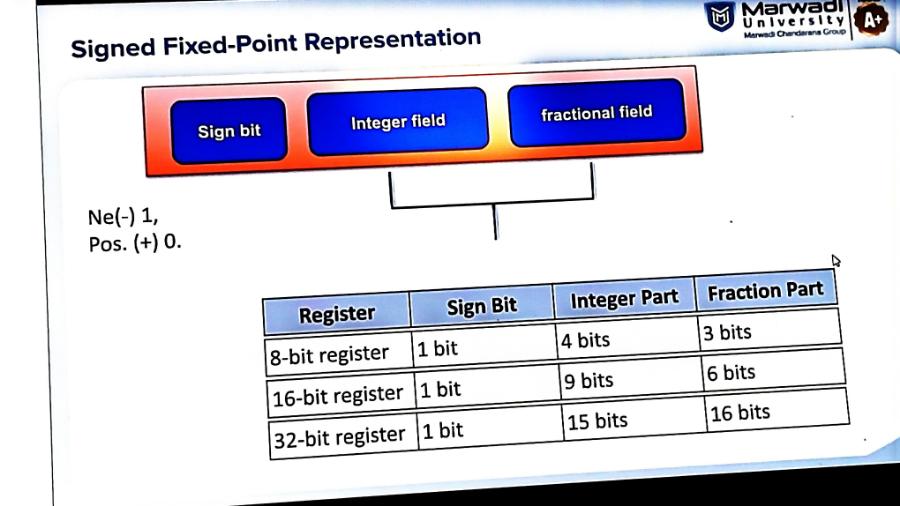 Signed Fixed-Point Representation
Marwadi
University
Marwadi Chandarana Group
A+
Sign bit
Integer field
fractional field
Ne(-) 1,
Pos. (+) 0.
Register Sign Bit Integer Part Fraction Part
8-bit register 1 bit 4 bits 3 bits
16-bit register 1 bit 9 bits 6 bits
32-bit register 1 bit 15 bits 16 bits